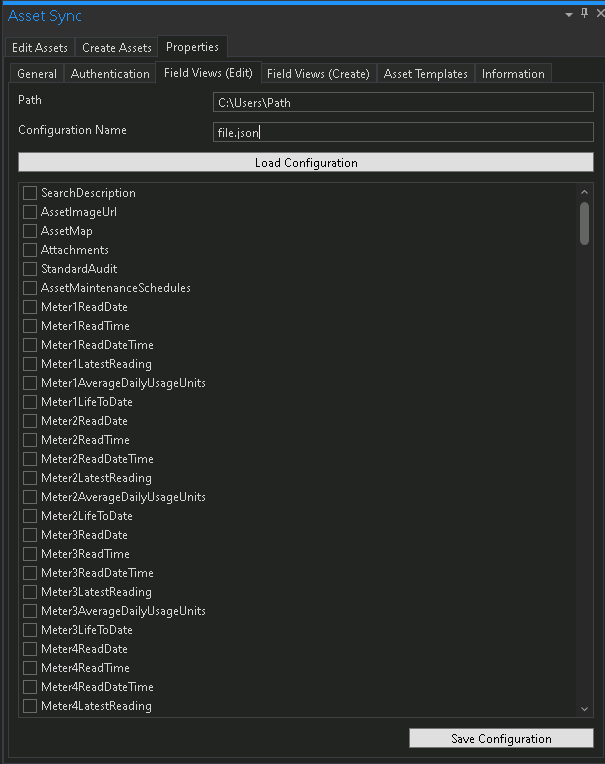 Asset Sync
Edit Assets Create Assets Properties
General Authentication Field Views (Edit) Field Views (Create) Asset Templates Information
Path C:\Users\Path
Configuration Name file.json
Load Configuration
SearchDescription
AssetImageUrl
AssetMap
Attachments
StandardAudit
AssetMaintenanceSchedules
Meter1ReadDate
Meter1ReadTime
Meter1ReadDateTime
Meter1LatestReading
Meter1AverageDailyUsageUnits
Meter1LifeToDate
Meter2ReadDate
Meter2ReadTime
Meter2ReadDateTime
Meter2LatestReading
Meter2AverageDailyUsageUnits
Meter2LifeToDate
Meter3ReadDate
Meter3ReadTime
Meter3ReadDateTime
Meter3LatestReading
Meter3AverageDailyUsageUnits
Meter3LifeToDate
Meter4ReadDate
Meter4ReadTime
Meter4ReadDateTime
Meter4LatestReading
Save Configuration